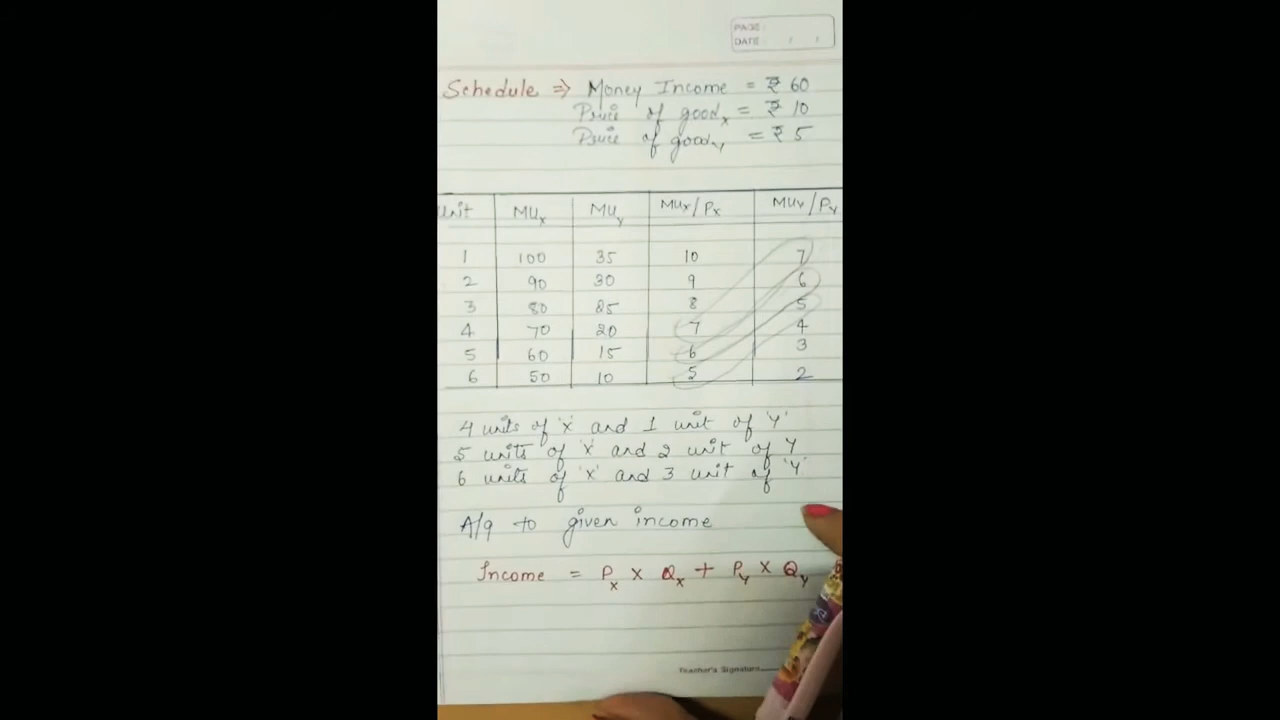 PAGE :
DATE : / /
Schedule ⇒ Money Income = ₹ 60
Price of good x = ₹ 10
Price of good y = ₹ 5
Unit MUx MUy MUx/Px MUy/Py
1 100 35 10 7
2 90 30 9 6
3 80 25 8 5
4 70 20 7 4
5 60 15 6 3
6 50 10 5 2
4 units of 'x' and 1 unit of 'y'
5 units of 'x' and 2 unit of y
6 units of 'x' and 3 unit of 'y'
A/q to given income
Income = Px × Qx + Py × Qy
Teacher's Signature